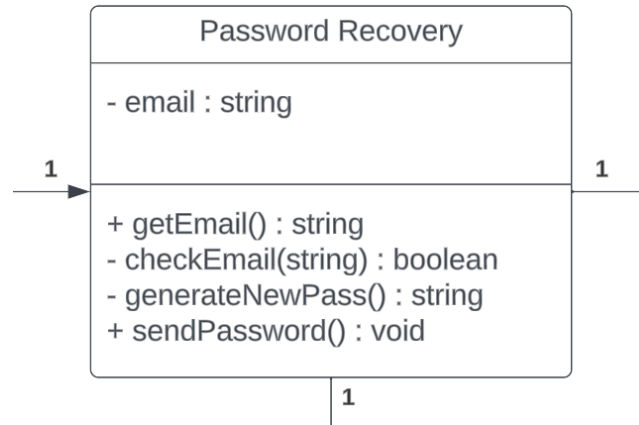 Password Recovery
- email : string
1
1
+ getEmail() : string
- checkEmail(string) : boolean
- generateNewPass() : string
+ sendPassword() : void
1